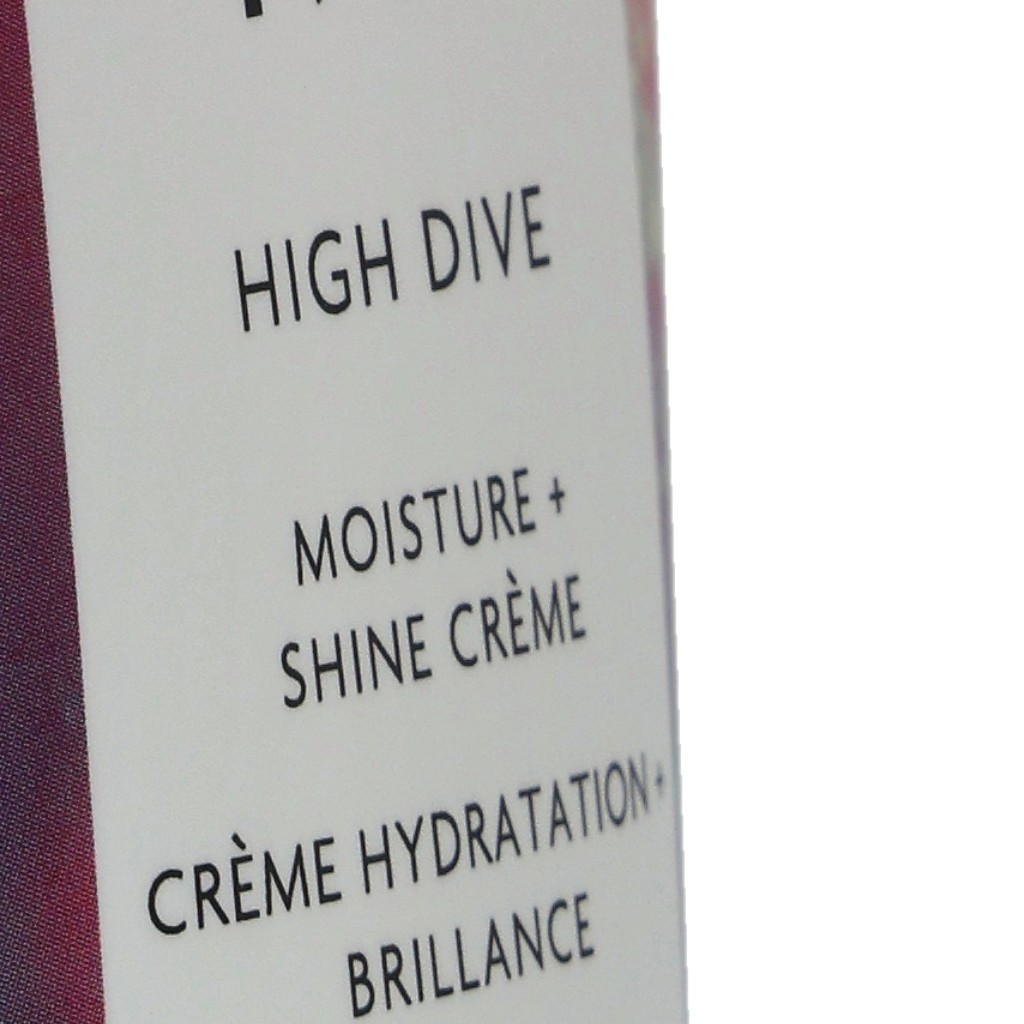 HIGH DIVE
MOISTURE +
SHINE CRÈME
CRÈME HYDRATATION +
BRILLANCE